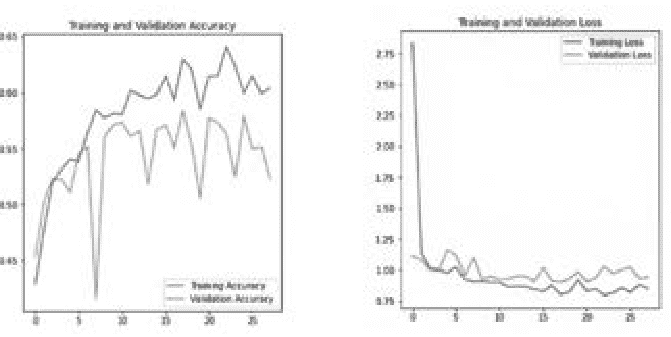 Training and Validation Accuracy
0.65
0.60
0.55
0.50
0.45
0 5 10 15 20 25
Training Accuracy
Validation Accuracy
Training and Validation Loss
2.75
2.50
2.25
2.00
1.75
1.50
1.25
1.00
0.75
0 5 10 15 20 25
Training Loss
Validation Loss